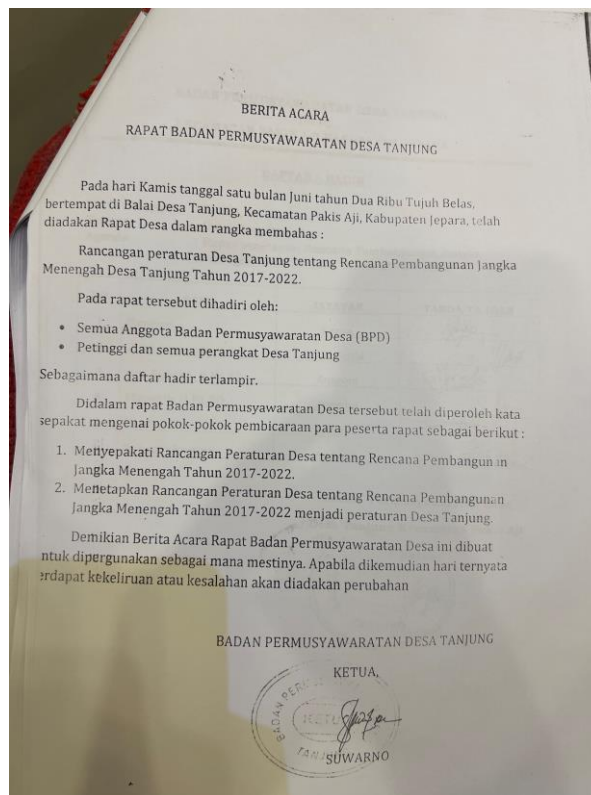 BERITA ACARA
RAPAT BADAN PERMUSYAWARATAN DESA TANJUNG
Pada hari Kamis tanggal satu bulan Juni tahun Dua Ribu Tujuh Belas,
bertempat di Balai Desa Tanjung, Kecamatan Pakis Aji, Kabupaten Jepara, telah
diadakan Rapat Desa dalam rangka membahas :
Rancangan peraturan Desa Tanjung tentang Rencana Pembangunan Jangka
Menengah Desa Tanjung Tahun 2017-2022.
Pada rapat tersebut dihadiri oleh:
• Semua Anggota Badan Permusyawaratan Desa (BPD)
• Petinggi dan semua perangkat Desa Tanjung
Sebagaimana daftar hadir terlampir.
Didalam rapat Badan Permusyawaratan Desa tersebut telah diperoleh kata
sepakat mengenai pokok-pokok pembicaraan para peserta rapat sebagai berikut :
1. Menyepakati Rancangan Peraturan Desa tentang Rencana Pembangunan
Jangka Menengah Tahun 2017-2022.
2. Menetapkan Rancangan Peraturan Desa tentang Rencana Pembangunan
Jangka Menengah Tahun 2017-2022 menjadi peraturan Desa Tanjung.
Demikian Berita Acara Rapat Badan Permusyawaratan Desa ini dibuat
ntuk dipergunakan sebagai mana mestinya. Apabila dikemudian hari ternyata
erdapat kekeliruan atau kesalahan akan diadakan perubahan
BADAN PERMUSYAWARATAN DESA TANJUNG
KETUA,
BADAN
KETU
SUWARNO